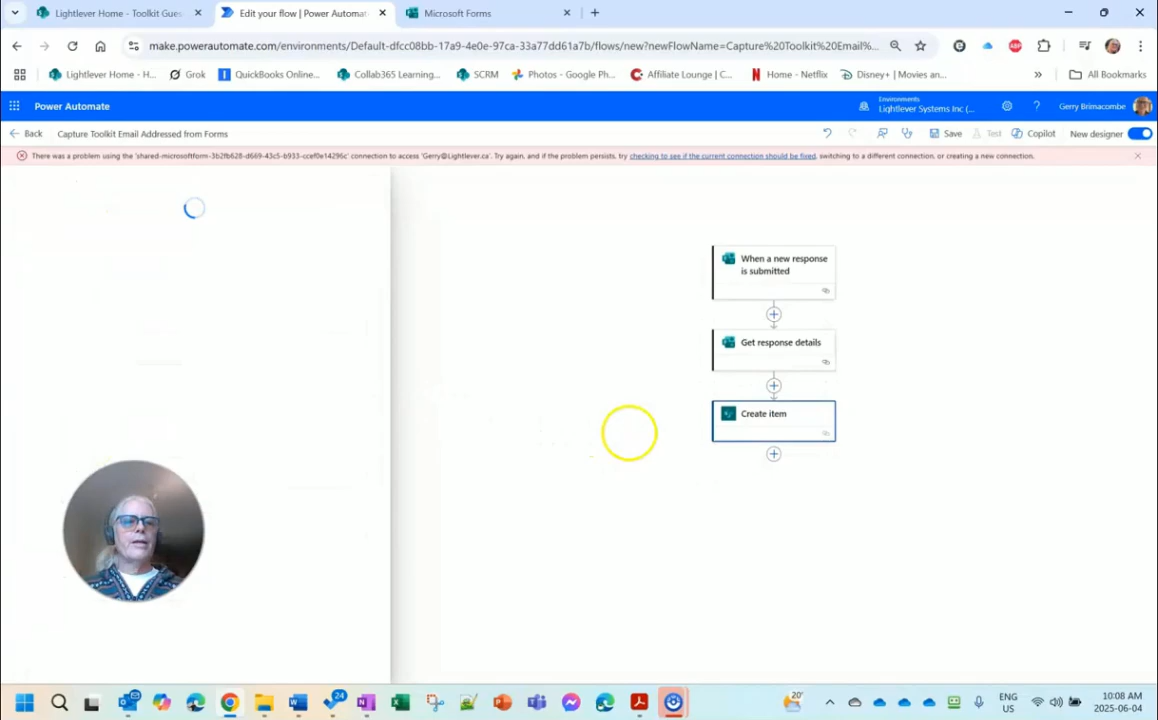 Lightlever Home - Toolkit Gues
Edit your flow | Power Automat
Microsoft Forms
make.powerautomate.com/environments/Default-dfcc08bb-17a9-4e0e-97ca-33a77dd61a7b/flows/new?newFlowName=Capture%20Toolkit%20Email%...
Lightlever Home - H...
Grok
QuickBooks Online...
Collab365 Learning...
SCRM
Photos - Google Ph...
Affiliate Lounge | C...
Home - Netflix
Disney+ | Movies an...
All Bookmarks
Power Automate
Environments
Lightlever Systems Inc (...
Gerry Brimacombe
Back
Capture Toolkit Email Addressed from Forms
Save
Test
Copilot
New designer
There was a problem using the 'shared-microsoftform-3b2fb628-d669-43c5-b933-ccef0e14296c' connection to access 'Gerry@Lightlever.ca'. Try again, and if the problem persists, try checking to see if the current connection should be fixed, switching to a different connection, or creating a new connection.
When a new response
is submitted
Get response details
Create item
24
20°
ENG
US
10:08 AM
2025-06-04